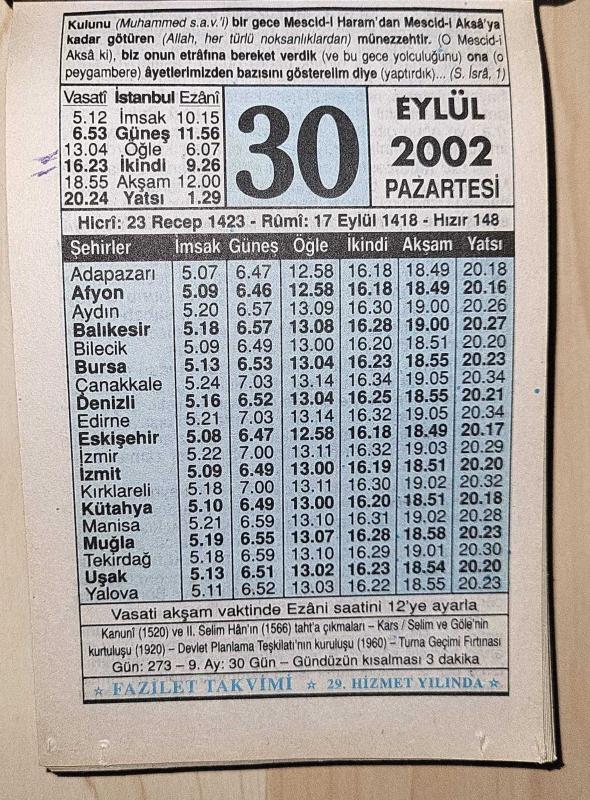 Kulunu (Muhammed s.a.v.'i) bir gece Mescid-i Haram'dan Mescid-i Aksâ'ya
kadar götüren (Allah, her türlü noksanlıklardan) münezzehtir. (O Mescid-i
Aksâ ki), biz onun etrâfına bereket verdik (ve bu gece yolculuğunu) ona (o
peygambere) âyetlerimizden bazısını gösterelim diye (yaptırdık)... (S. İsrâ, 1)
Vasatî İstanbul Ezânî
5.12 İmsak 10.15
6.53 Güneş 11.56
13.04 Öğle 6.07
16.23 İkindi 9.26
18.55 Akşam 12.00
20.24 Yatsı 1.29
30
EYLÜL
2002
PAZARTESİ
Hicrî: 23 Recep 1423 - Rûmî: 17 Eylül 1418 - Hızır 148
Şehirler İmsak Güneş Öğle İkindi Akşam Yatsı
Adapazarı 5.07 6.47 12.58 16.18 18.49 20.18
Afyon 5.09 6.46 12.58 16.18 18.49 20.16
Aydın 5.20 6.57 13.09 16.30 19.00 20.26
Balıkesir 5.18 6.57 13.08 16.28 19.00 20.27
Bilecik 5.09 6.49 13.00 16.20 18.51 20.20
Bursa 5.13 6.53 13.04 16.23 18.55 20.23
Çanakkale 5.24 7.03 13.14 16.34 19.05 20.34
Denizli 5.16 6.52 13.04 16.25 18.55 20.21
Edirne 5.21 7.03 13.14 16.32 19.05 20.34
Eskişehir 5.08 6.47 12.58 16.18 18.49 20.17
İzmir 5.22 7.00 13.11 16.32 19.03 20.29
İzmit 5.09 6.49 13.00 16.19 18.51 20.20
Kırklareli 5.18 7.00 13.11 16.30 19.02 20.32
Kütahya 5.10 6.49 13.00 16.20 18.51 20.18
Manisa 5.21 6.59 13.10 16.31 19.02 20.28
Muğla 5.19 6.55 13.07 16.28 18.58 20.23
Tekirdağ 5.18 6.59 13.10 16.29 19.01 20.30
Uşak 5.13 6.51 13.02 16.23 18.54 20.20
Yalova 5.11 6.52 13.03 16.22 18.55 20.23
Vasati akşam vaktinde Ezâni saatini 12'ye ayarla
Kanunî (1520) ve II. Selim Hân'ın (1566) taht'a çıkmaları – Kars / Selim ve Göle'nin
kurtuluşu (1920) – Devlet Planlama Teşkilatı'nın kuruluşu (1960) – Turna Geçimi Fırtınası
Gün: 273 – 9. Ay: 30 Gün – Gündüzün kısalması 3 dakika
☆ FAZİLET TAKVİMİ ☆ 29. HİZMET YILINDA ☆